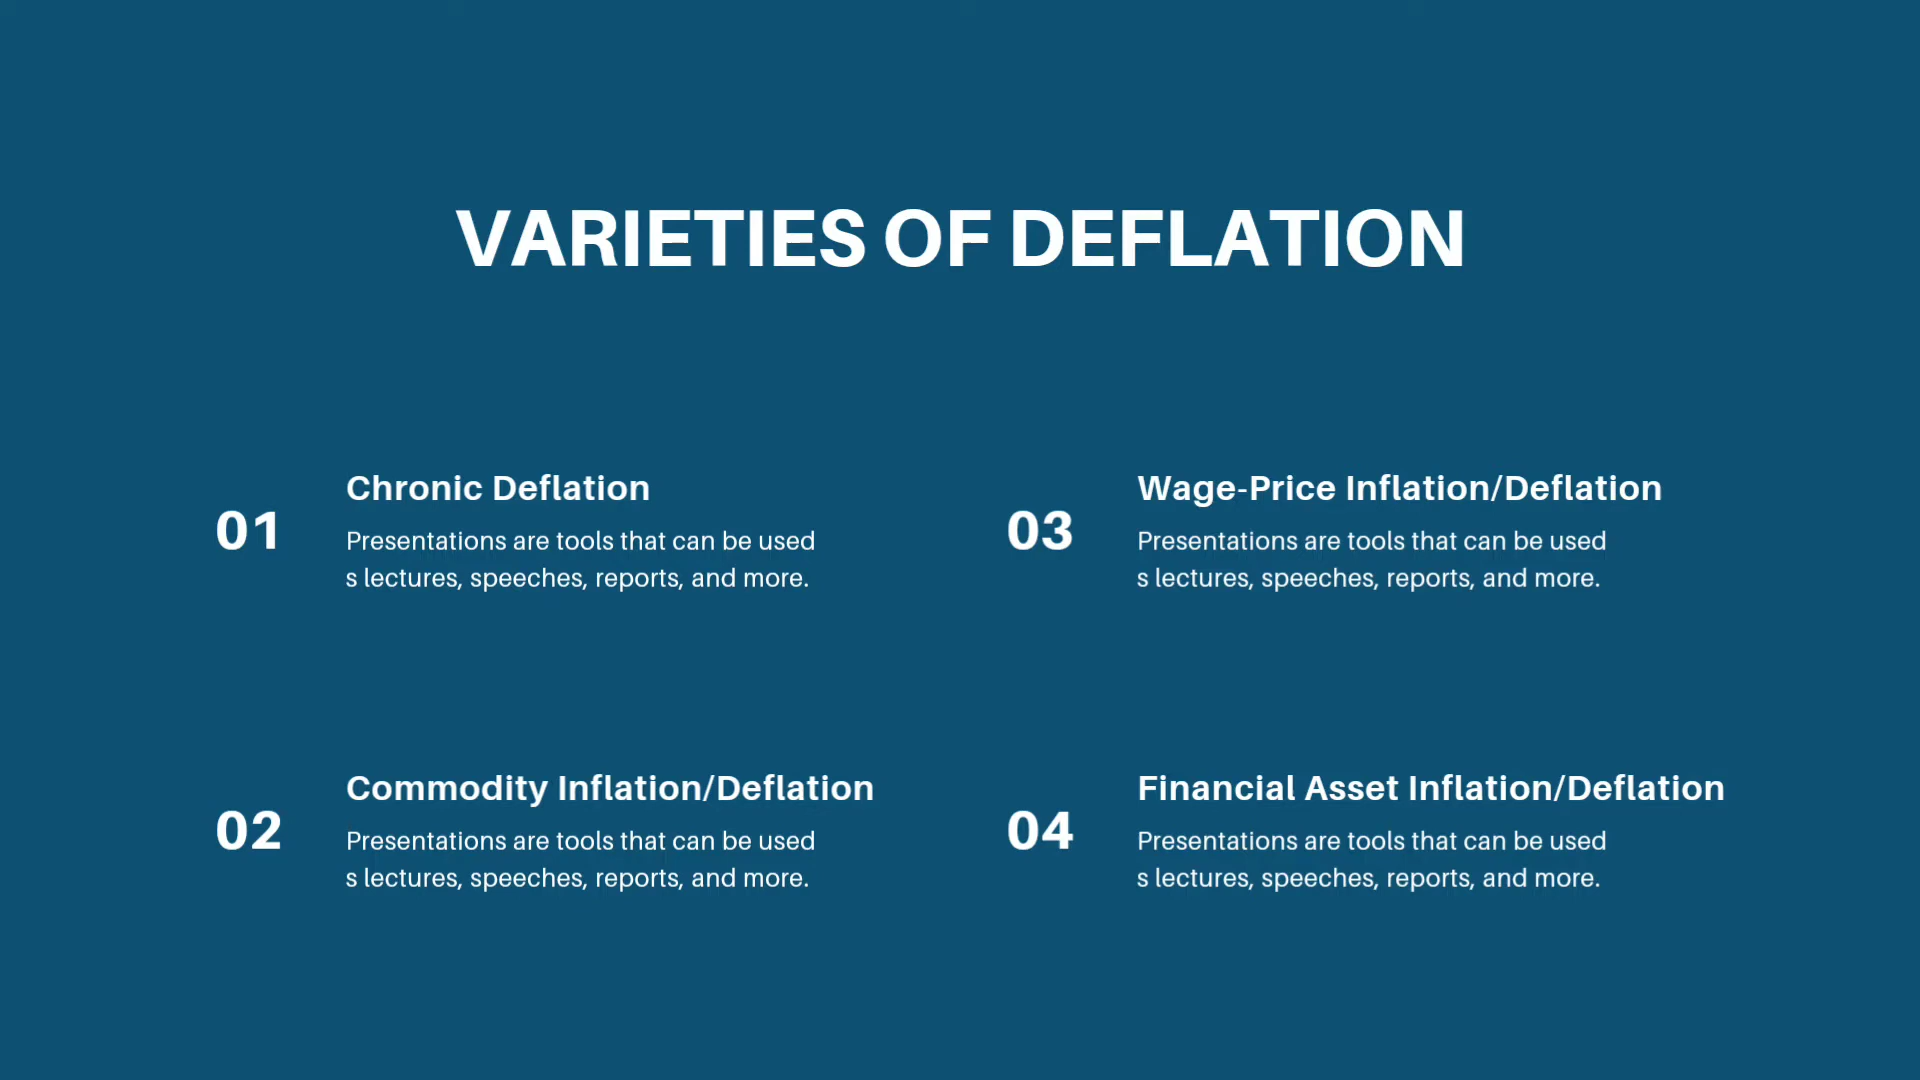 VARIETIES OF DEFLATION
01
Chronic Deflation
Presentations are tools that can be used
s lectures, speeches, reports, and more.
02
Commodity Inflation/Deflation
Presentations are tools that can be used
s lectures, speeches, reports, and more.
03
Wage-Price Inflation/Deflation
Presentations are tools that can be used
s lectures, speeches, reports, and more.
04
Financial Asset Inflation/Deflation
Presentations are tools that can be used
s lectures, speeches, reports, and more.